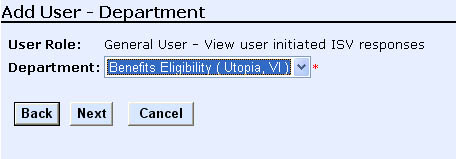 Add User - Department
User Role: General User - View user initiated ISV responses
Department: Benefits Eligibility ( Utopia, VI ) *
Back Next Cancel